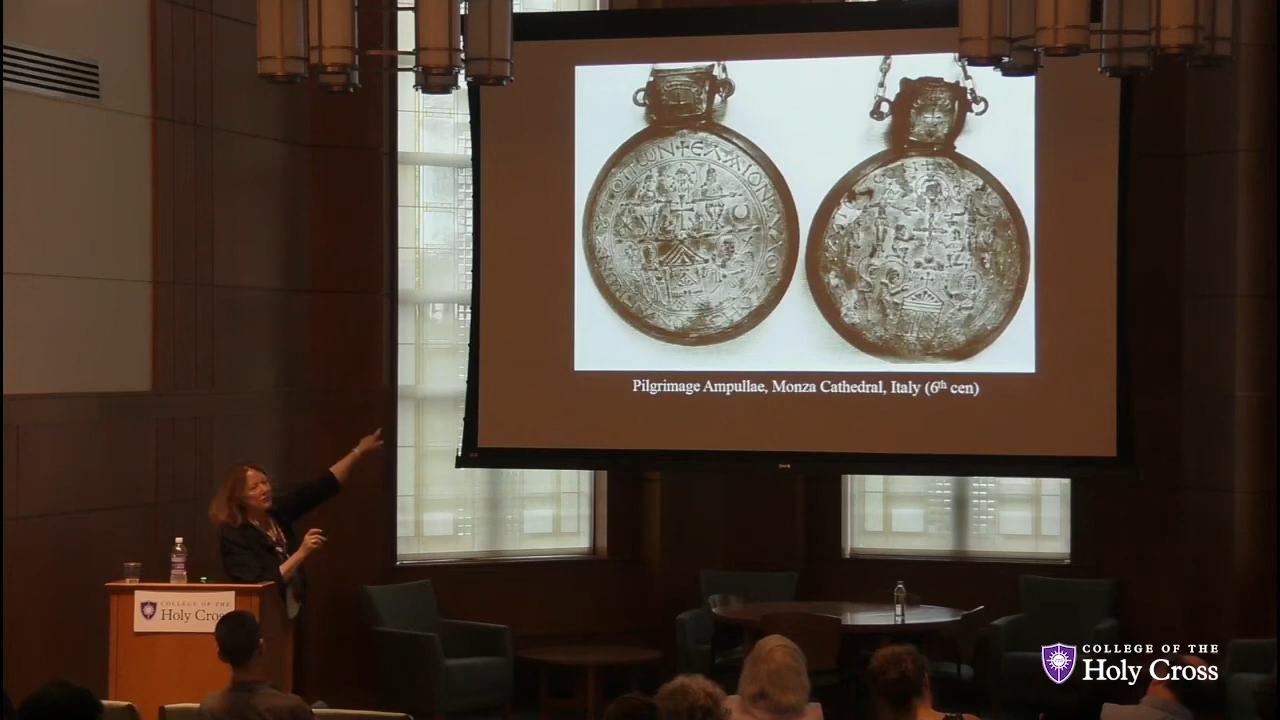 Pilgrimage Ampullae, Monza Cathedral, Italy (6th cen)
COLLEGE OF THE
Holy Cross
COLLEGE OF THE
Holy Cross